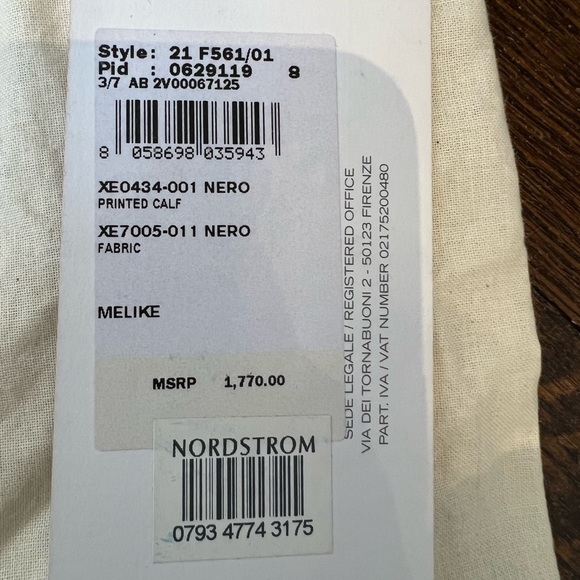 Style: 21 F561/01
Pid : 0629119 8
3/7 AB 2V00067125
8 058698 035943
XE0434-001 NERO
PRINTED CALF
XE7005-011 NERO
FABRIC
MELIKE
MSRP 1,770.00
NORDSTROM
0793 4774 3175
SEDE LEGALE / REGISTERED OFFICE
VIA DEI TORNABUONI 2 - 50123 FIRENZE
PART. IVA / VAT NUMBER 02175200480